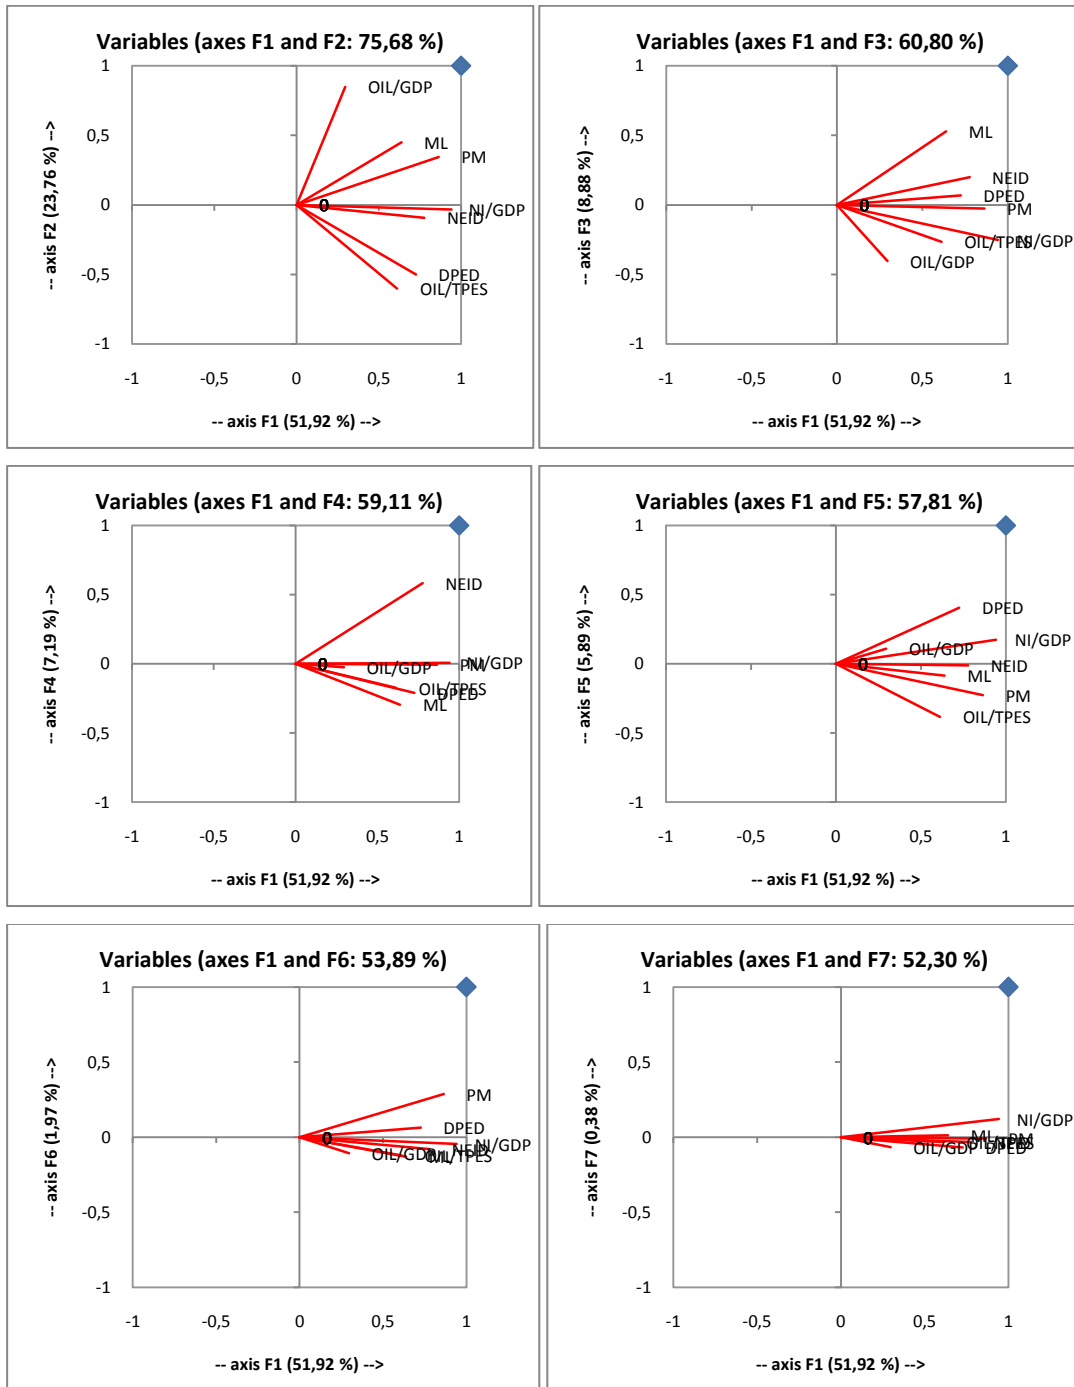 Variables (axes F1 and F2: 75,68 %)
1
0,5
0
-0,5
-1
-- axis F2 (23,76 %) -->
OIL/GDP
ML
PM
0
NI/GDP
NEID
DPED
OIL/TPES
-1
-0,5
0
0,5
1
-- axis F1 (51,92 %) -->
Variables (axes F1 and F3: 60,80 %)
1
0,5
0
-0,5
-1
-- axis F3 (8,88 %) -->
ML
NEID
DPED
0
PM
OIL/TPES
NI/GDP
OIL/GDP
-1
-0,5
0
0,5
1
-- axis F1 (51,92 %) -->
Variables (axes F1 and F4: 59,11 %)
1
0,5
0
-0,5
-1
-- axis F4 (7,19 %) -->
NEID
0
NI/GDP
PM
OIL/GDP
OIL/TPES
DPED
ML
-1
-0,5
0
0,5
1
-- axis F1 (51,92 %) -->
Variables (axes F1 and F5: 57,81 %)
1
0,5
0
-0,5
-1
-- axis F5 (5,89 %) -->
DPED
NI/GDP
OIL/GDP
0
NEID
ML
PM
OIL/TPES
-1
-0,5
0
0,5
1
-- axis F1 (51,92 %) -->
Variables (axes F1 and F6: 53,89 %)
1
0,5
0
-0,5
-1
-- axis F6 (1,97 %) -->
PM
DPED
0
NI/GDP
NEID
OIL/GDP
ML
OIL/TPES
-1
-0,5
0
0,5
1
-- axis F1 (51,92 %) -->
Variables (axes F1 and F7: 52,30 %)
1
0,5
0
-0,5
-1
-- axis F7 (0,38 %) -->
NI/GDP
ML
0
PM
OIL/TPES
NEID
OIL/GDP
DPED
-1
-0,5
0
0,5
1
-- axis F1 (51,92 %) -->